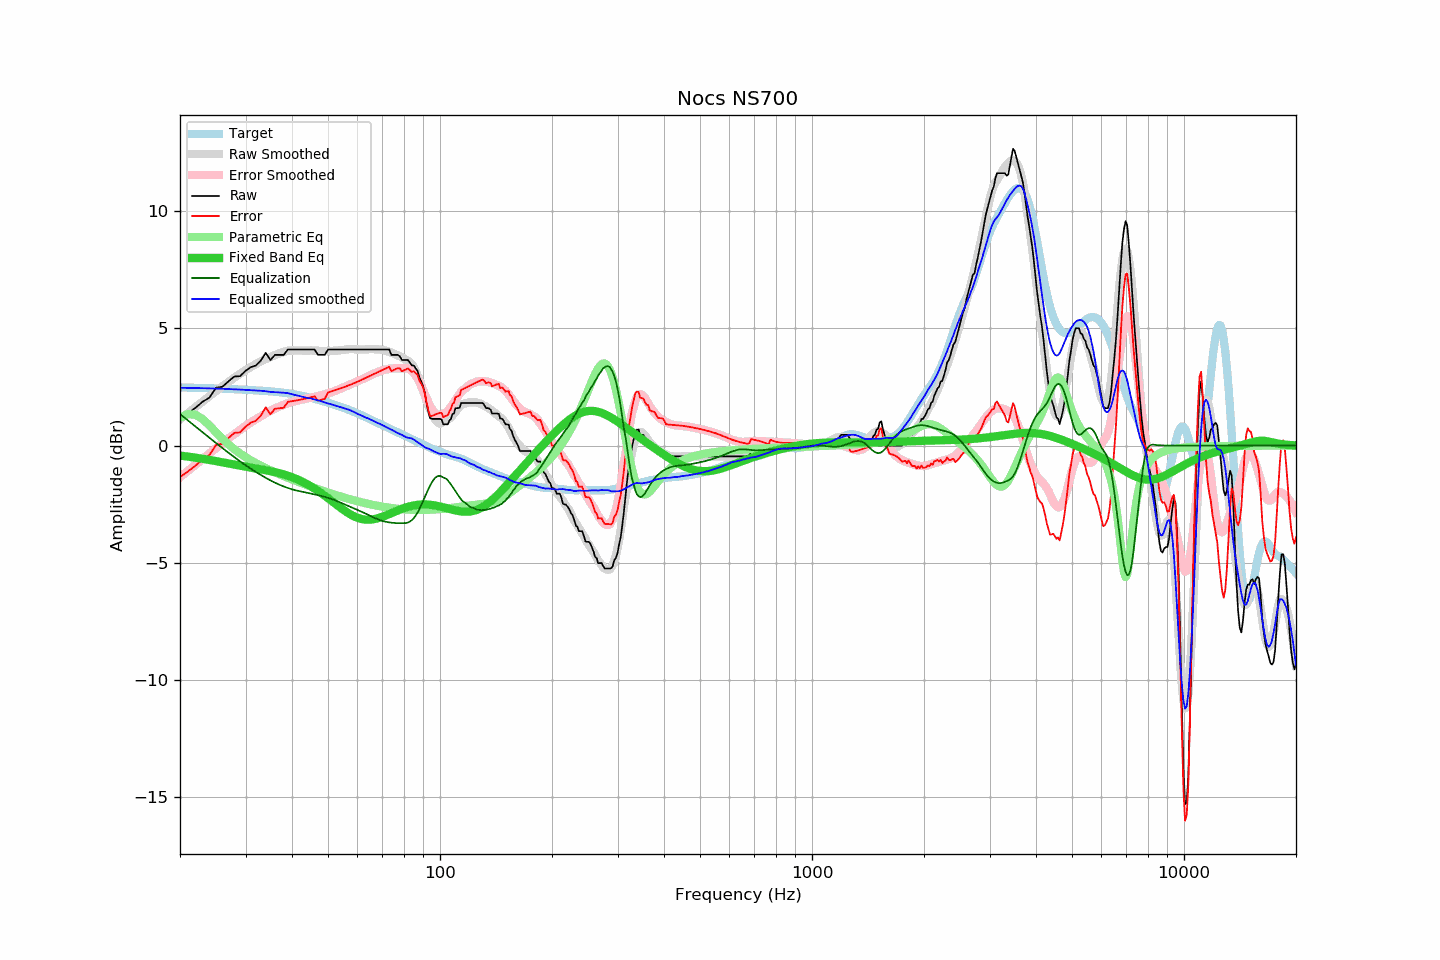 Nocs NS700
Target
Raw Smoothed
Error Smoothed
Raw
Error
Parametric Eq
Fixed Band Eq
Equalization
Equalized smoothed
10
5
0
−5
−10
−15
Amplitude (dBr)
100
1000
10000
Frequency (Hz)